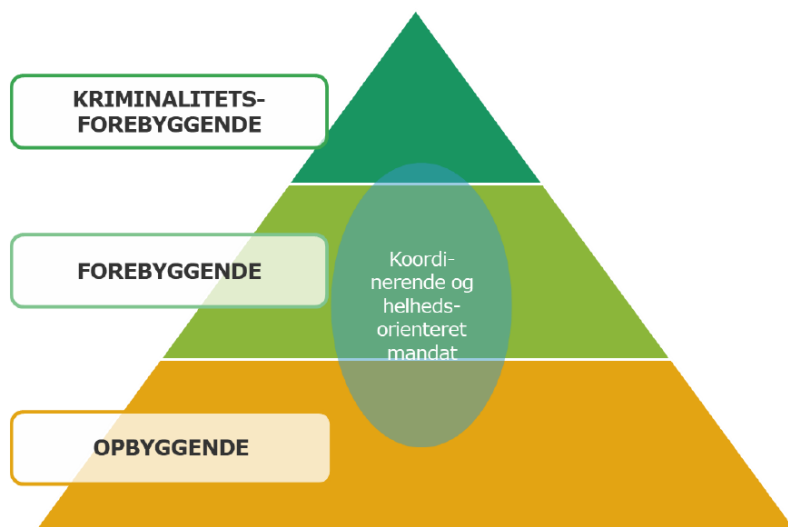 KRIMINALITETS-
FOREBYGGENDE
FOREBYGGENDE
Koordi-
nerende og
helheds-
orienteret
mandat
OPBYGGENDE